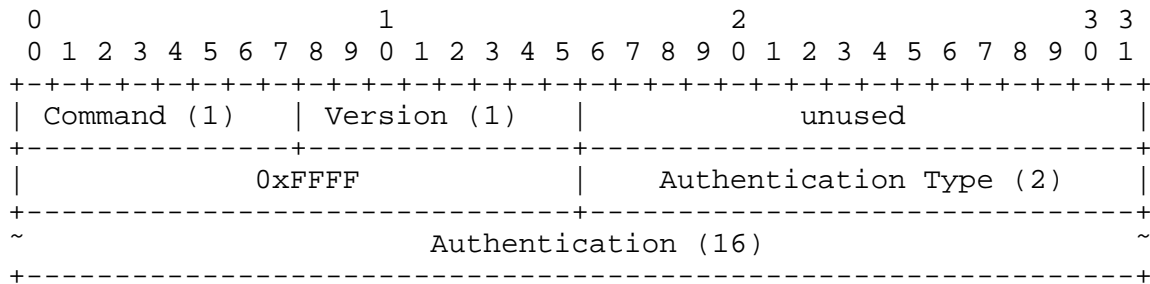 0                   1                   2                   3 3
 0 1 2 3 4 5 6 7 8 9 0 1 2 3 4 5 6 7 8 9 0 1 2 3 4 5 6 7 8 9 0 1
+-+-+-+-+-+-+-+-+-+-+-+-+-+-+-+-+-+-+-+-+-+-+-+-+-+-+-+-+-+-+-+-+
| Command (1)   | Version (1)   |            unused             |
+---------------+---------------+-------------------------------+
|             0xFFFF            |    Authentication Type (2)    |
+-------------------------------+-------------------------------+
~                       Authentication (16)                     ~
+---------------------------------------------------------------+